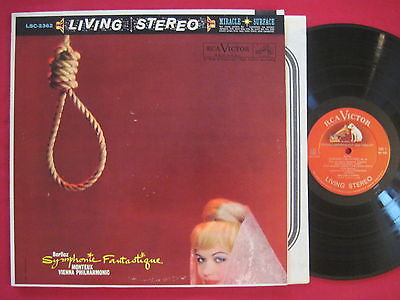 LSC-2362
LIVING STEREO
MIRACLE SURFACE
RCA VICTOR
Berlioz
Symphonie Fantastique
MONTEUX
VIENNA PHILHARMONIC
RCA VICTOR
LIVING STEREO